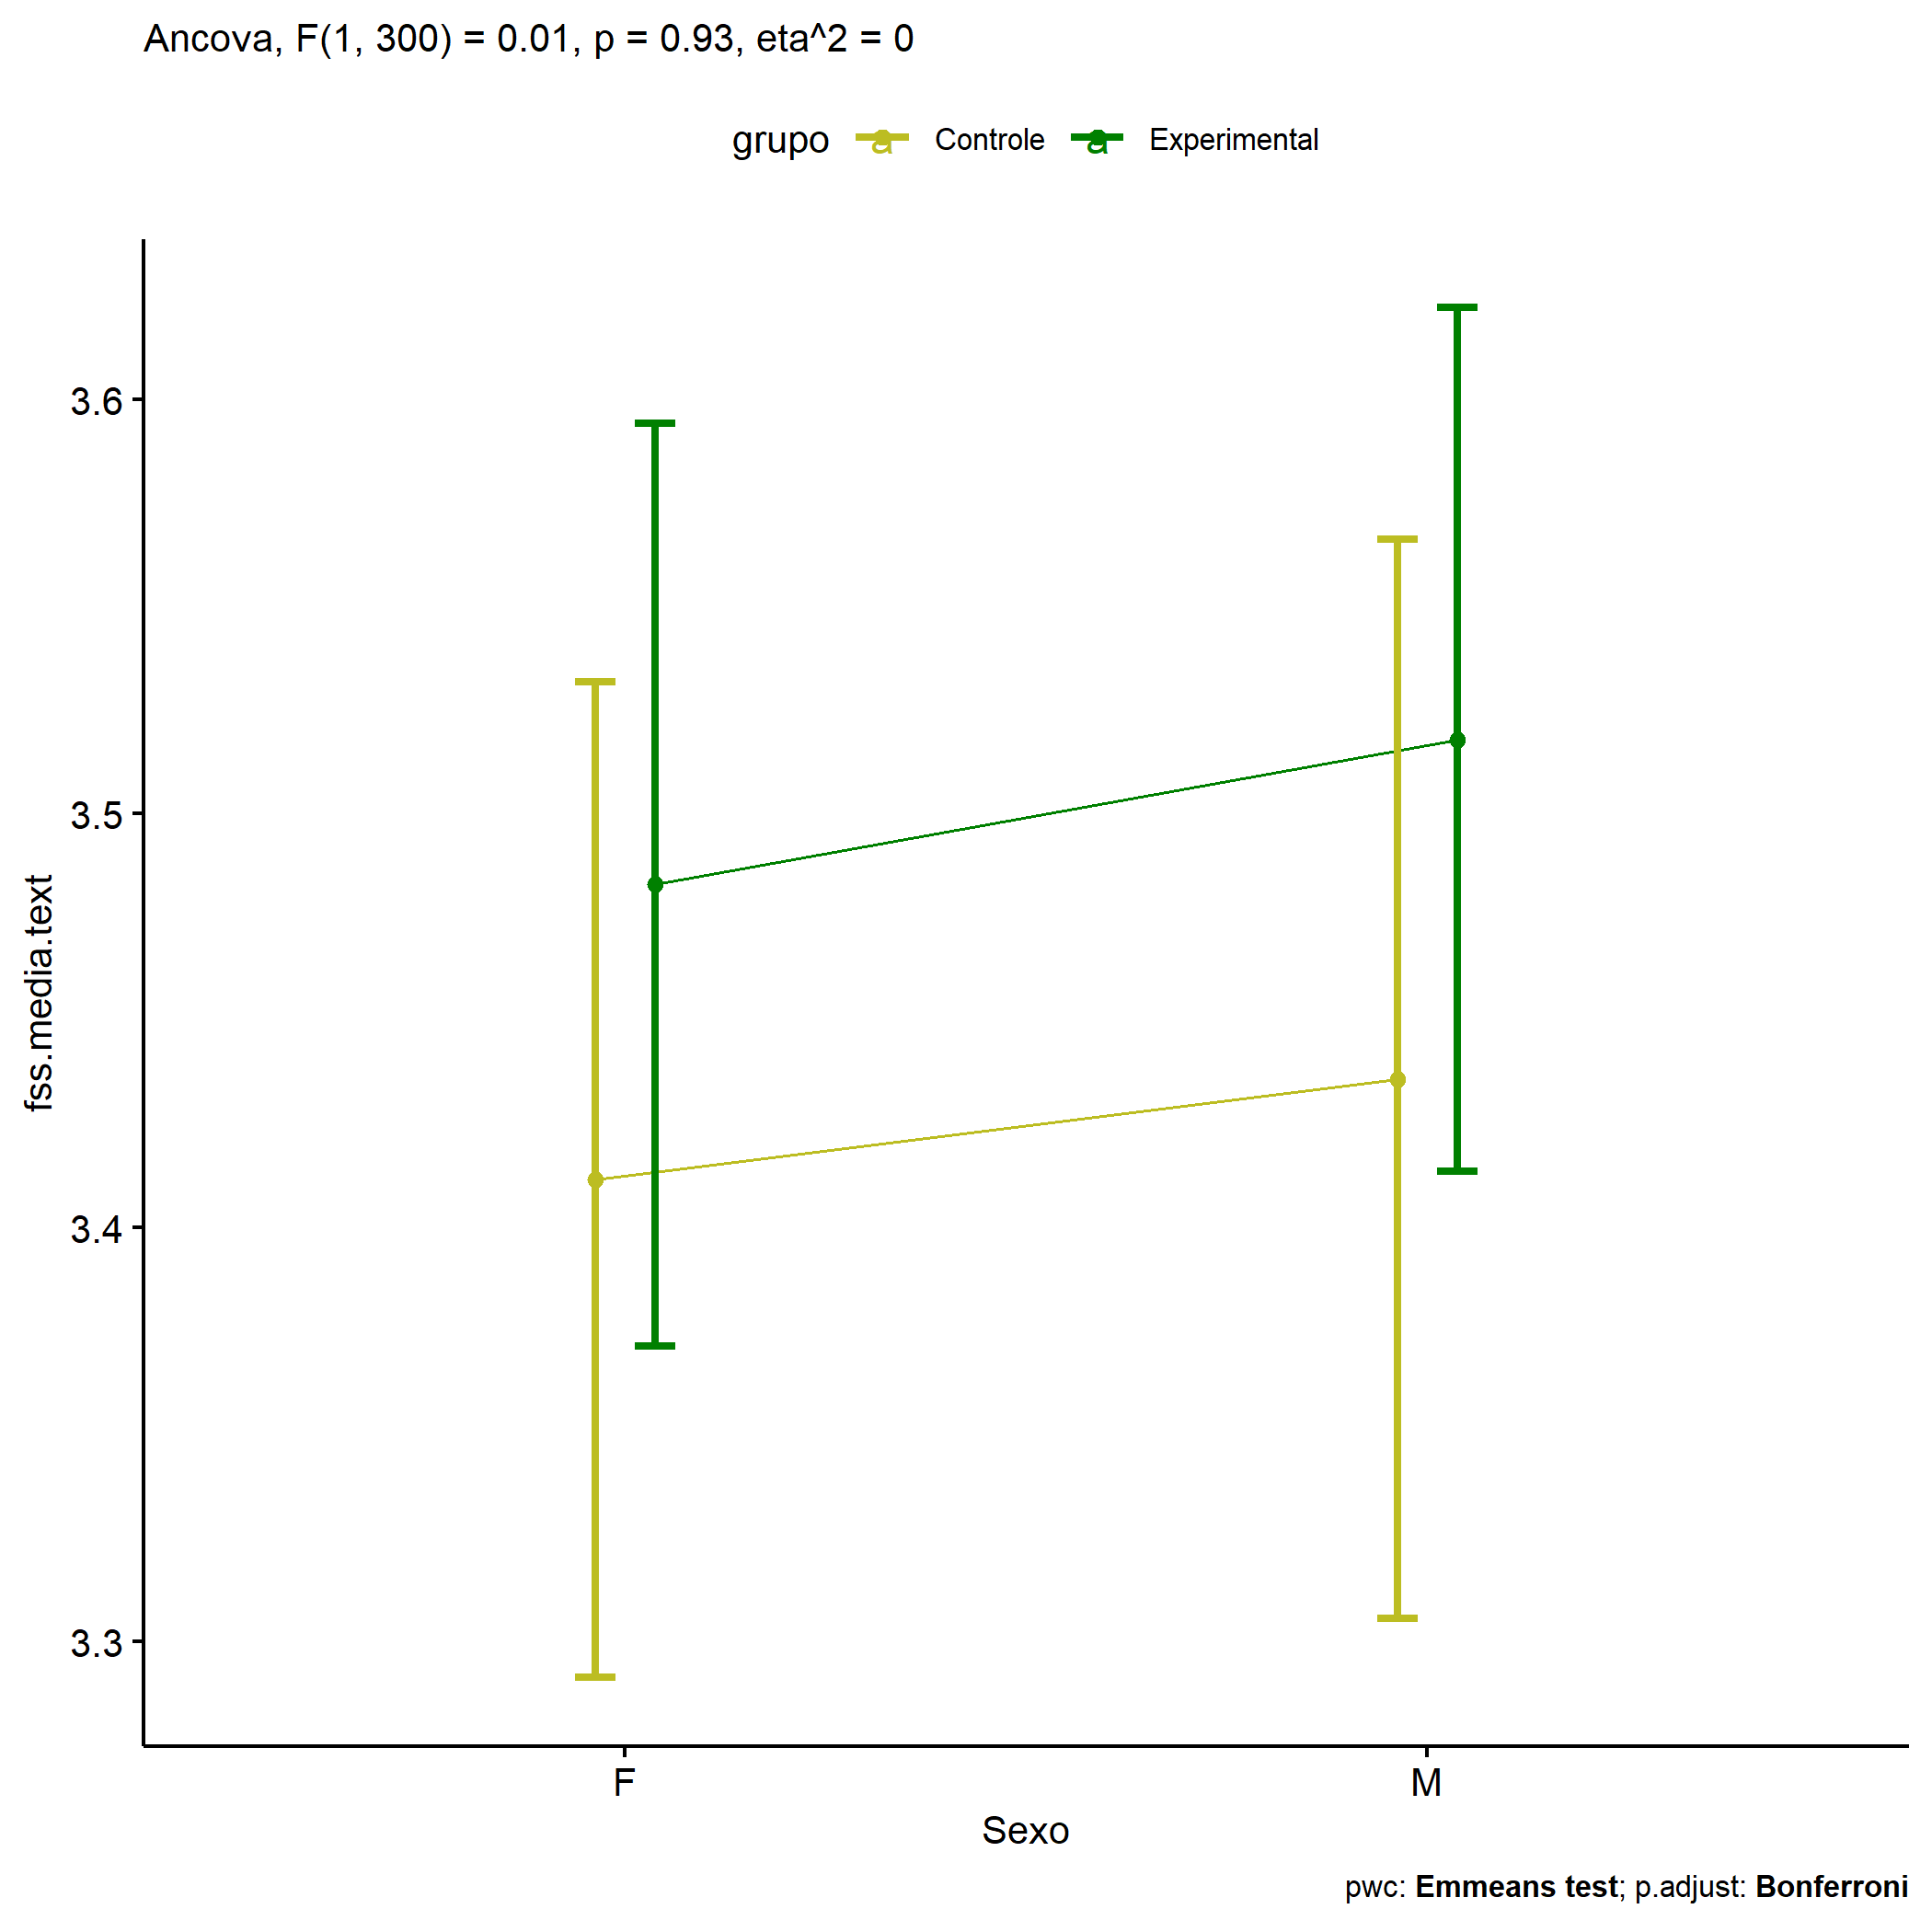 Ancova, F(1, 300) = 0.01, p = 0.93, eta^2 = 0
grupo a Controle a Experimental
3.6
3.5
3.4
3.3
fss.media.text
F M
Sexo
pwc: Emmeans test; p.adjust: Bonferroni